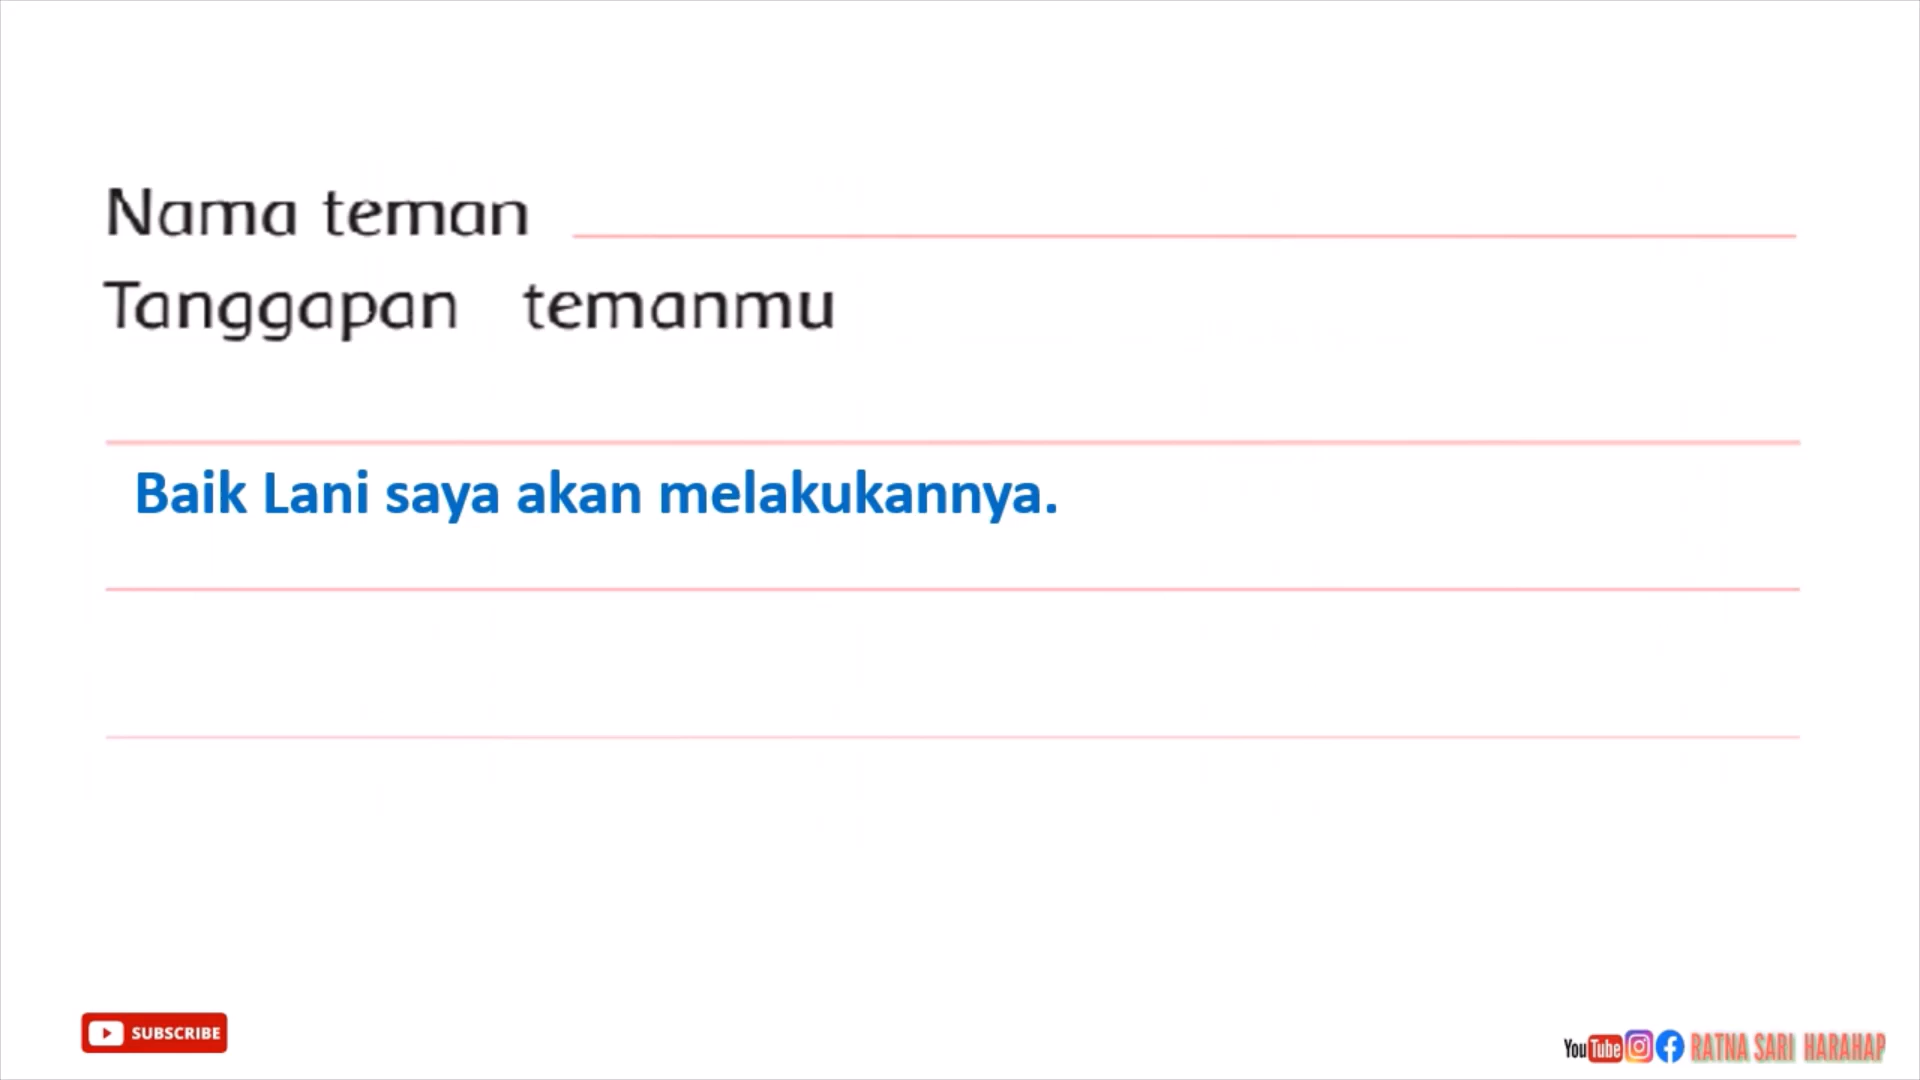 Nama teman
Tanggapan temanmu
Baik Lani saya akan melakukannya.
SUBSCRIBE
YouTube RATNA SARI HARAHAP